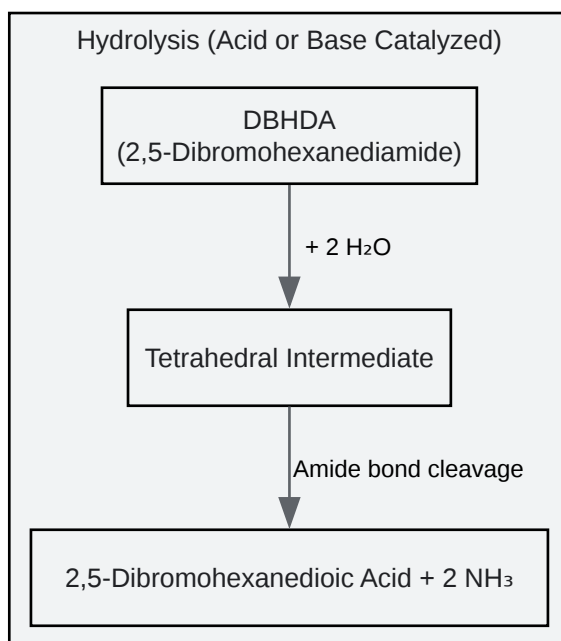 Hydrolysis (Acid or Base Catalyzed)
DBHDA
(2,5-Dibromohexanediamide)
+ 2 H₂O
Tetrahedral Intermediate
Amide bond cleavage
2,5-Dibromohexanedioic Acid + 2 NH₃